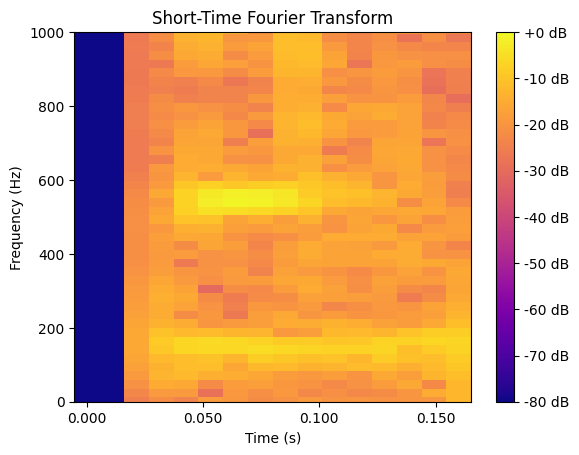 Short-Time Fourier Transform
1000
800
600
400
200
0
Frequency (Hz)
0.000
0.050
0.100
0.150
Time (s)
+0 dB
-10 dB
-20 dB
-30 dB
-40 dB
-50 dB
-60 dB
-70 dB
-80 dB